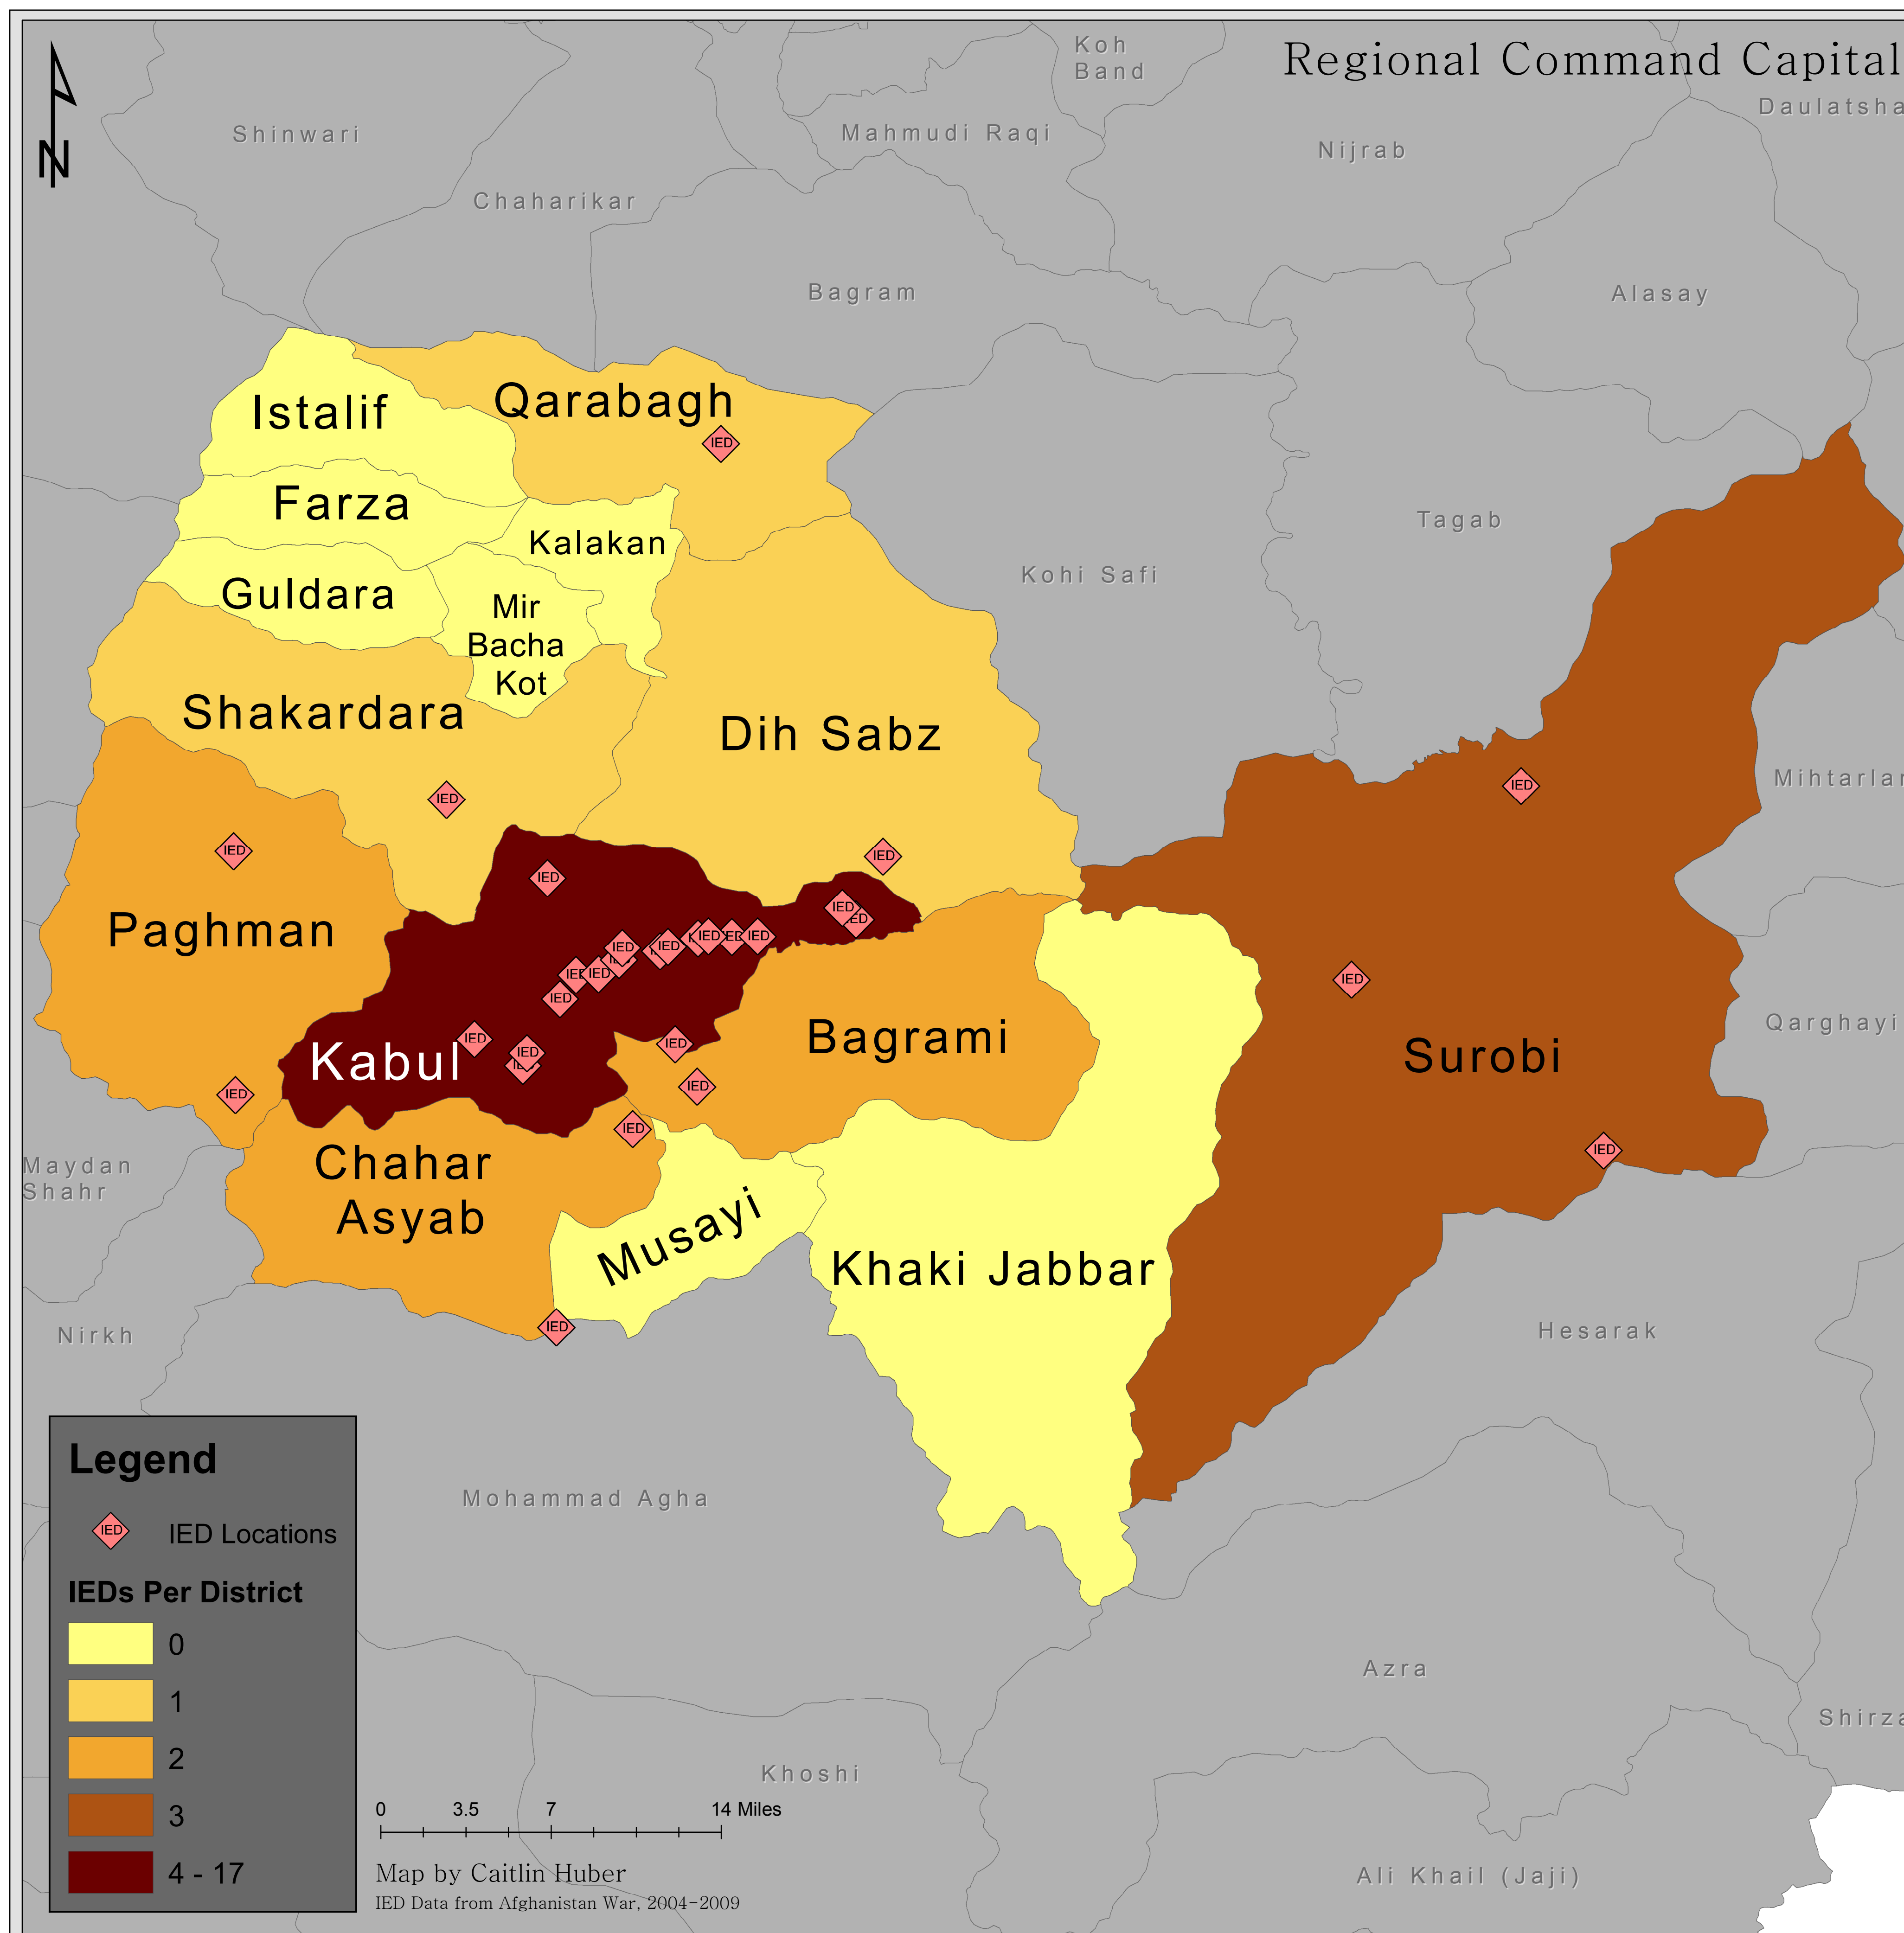 Regional Command Capital
N
Koh
Band
Daulatsha
Shinwari
Mahmudi Raqi
Nijrab
Chaharikar
Bagram
Alasay
Istalif
Qarabagh
IED
Farza
Kalakan
Tagab
Kohi Safi
Guldara
Mir
Bacha
Kot
Shakardara
Dih Sabz
Mihtarlar
IED
IED
IED
IED
IED
IED
IED
ED
Paghman
IED
IED
IED
IED
ED
IED
IED
IED
IED
IED
Qarghayi
Bagrami
Surobi
Kabul
IED
IED
IED
IED
IED
IED
IED
Chahar
Asyab
Maydan
Shahr
Musayi
Khaki Jabbar
IED
Nirkh
Hesarak
Mohammad Agha
Azra
Shirza
Khoshi
Ali Khail (Jaji)
Legend
IED IED Locations
IEDs Per District
0
1
2
3
4 - 17
0 3.5 7 14 Miles
Map by Caitlin Huber
IED Data from Afghanistan War, 2004-2009